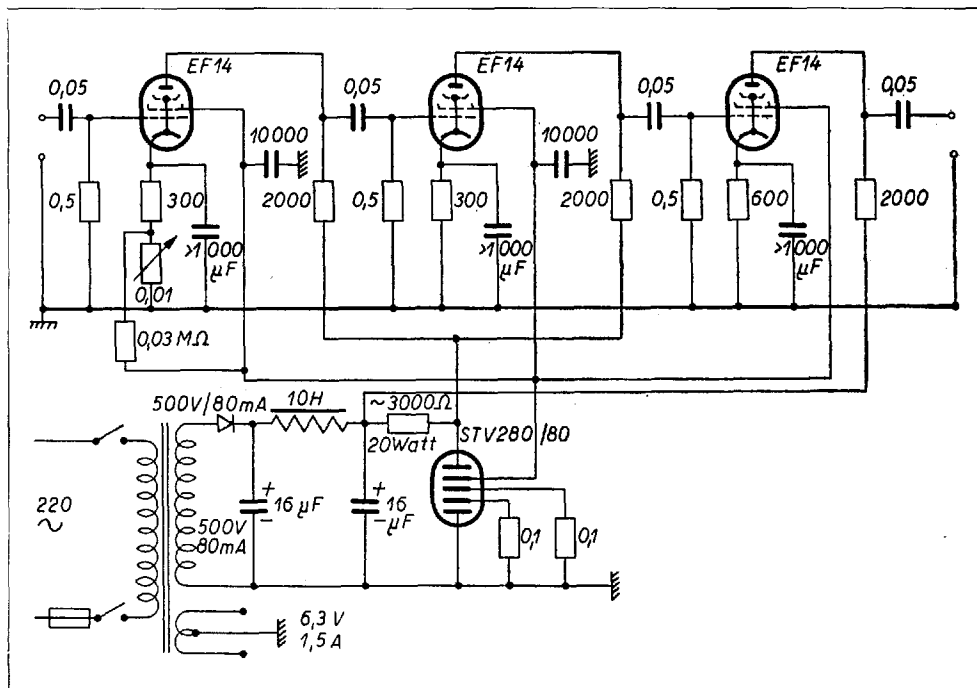 EF14
EF14
EF14
0,05
0,05
0,05
0,05
10000
10000
0,5
300
2000
0,5
300
2000
0,5
600
2000
>1000
µF
>1000
µF
>1000
µF
0,01
0,03 MΩ
500V/80mA
10H
~3000Ω
20Watt
STV280/80
220
~
500V
80mA
+
16 µF
-
+
16
- µF
0,1
0,1
6,3 V
1,5 A